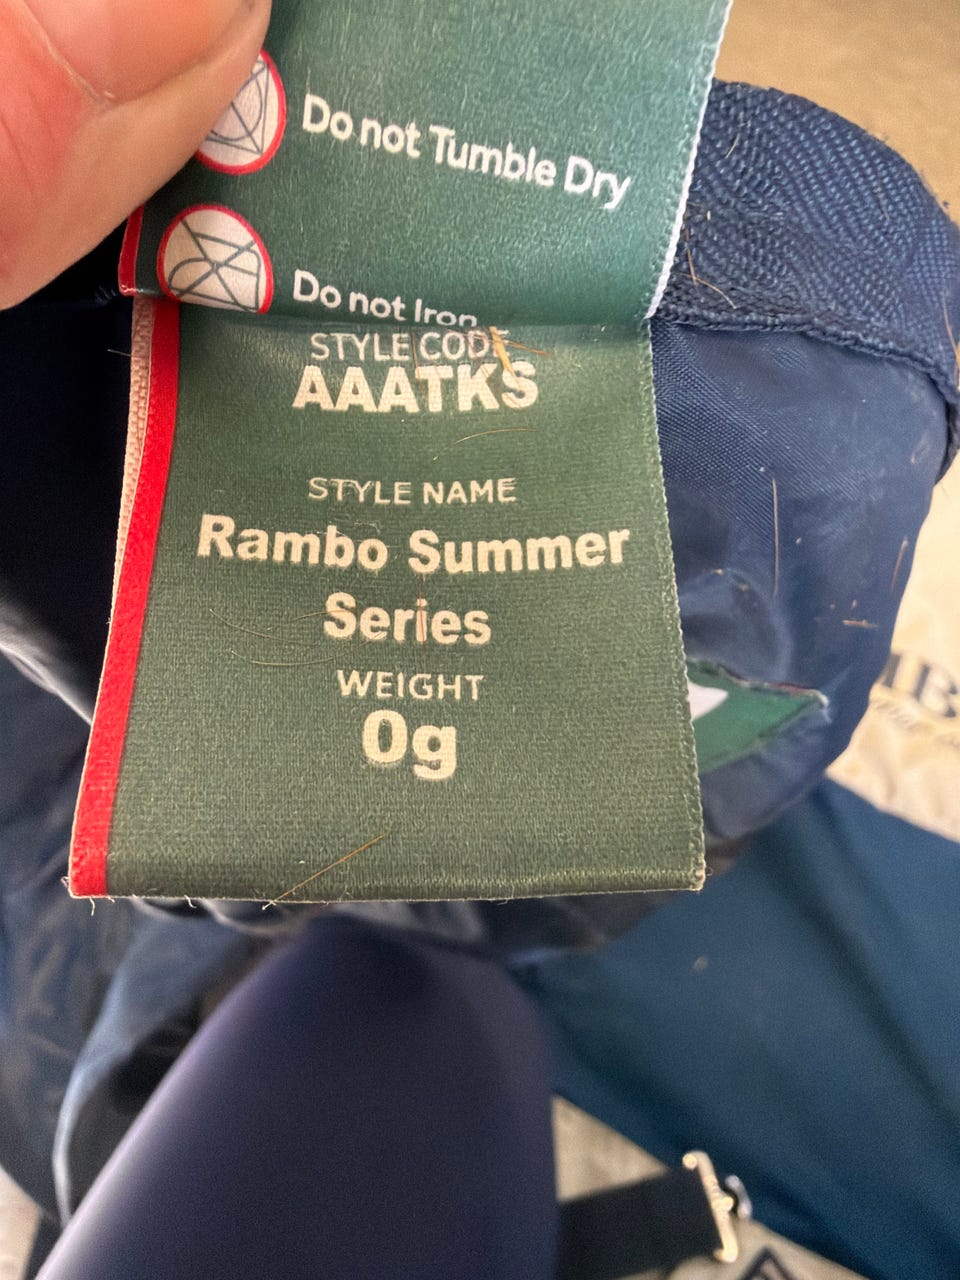 Do not Tumble Dry
Do not Iron
STYLE CODE
AAATKS
STYLE NAME
Rambo Summer
Series
WEIGHT
0g